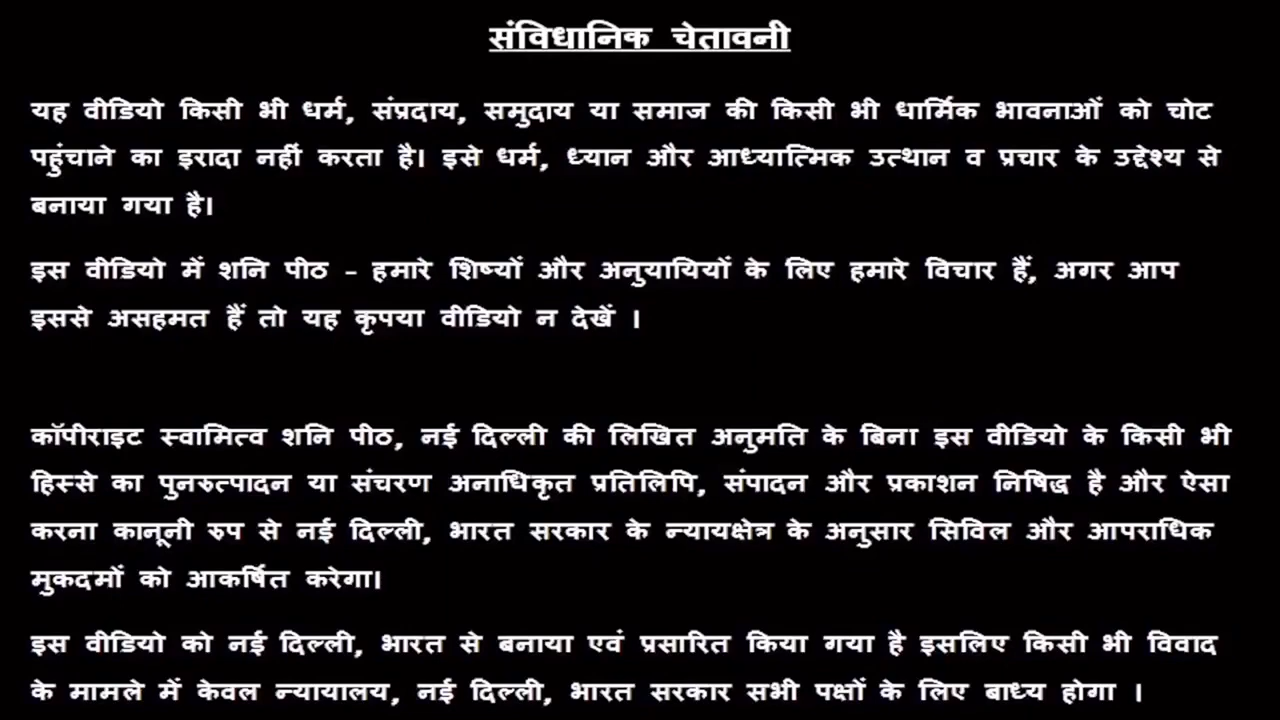 संविधानिक चेतावनी
यह वीडियो किसी भी धर्म, संप्रदाय, समुदाय या समाज की किसी भी धार्मिक भावनाओं को चोट
पहुंचाने का इरादा नहीं करता है। इसे धर्म, ध्यान और आध्यात्मिक उत्थान व प्रचार के उद्देश्य से
बनाया गया है।
इस वीडियो में शनि पीठ – हमारे शिष्यों और अनुयायियों के लिए हमारे विचार हैं, अगर आप
इससे असहमत हैं तो यह कृपया वीडियो न देखें ।
कॉपीराइट स्वामित्व शनि पीठ, नई दिल्ली की लिखित अनुमति के बिना इस वीडियो के किसी भी
हिस्से का पुनरुत्पादन या संचरण अनाधिकृत प्रतिलिपि, संपादन और प्रकाशन निषिद्ध है और ऐसा
करना कानूनी रुप से नई दिल्ली, भारत सरकार के न्यायक्षेत्र के अनुसार सिविल और आपराधिक
मुकदमों को आकर्षित करेगा।
इस वीडियो को नई दिल्ली, भारत से बनाया एवं प्रसारित किया गया है इसलिए किसी भी विवाद
के मामले में केवल न्यायालय, नई दिल्ली, भारत सरकार सभी पक्षों के लिए बाध्य होगा ।